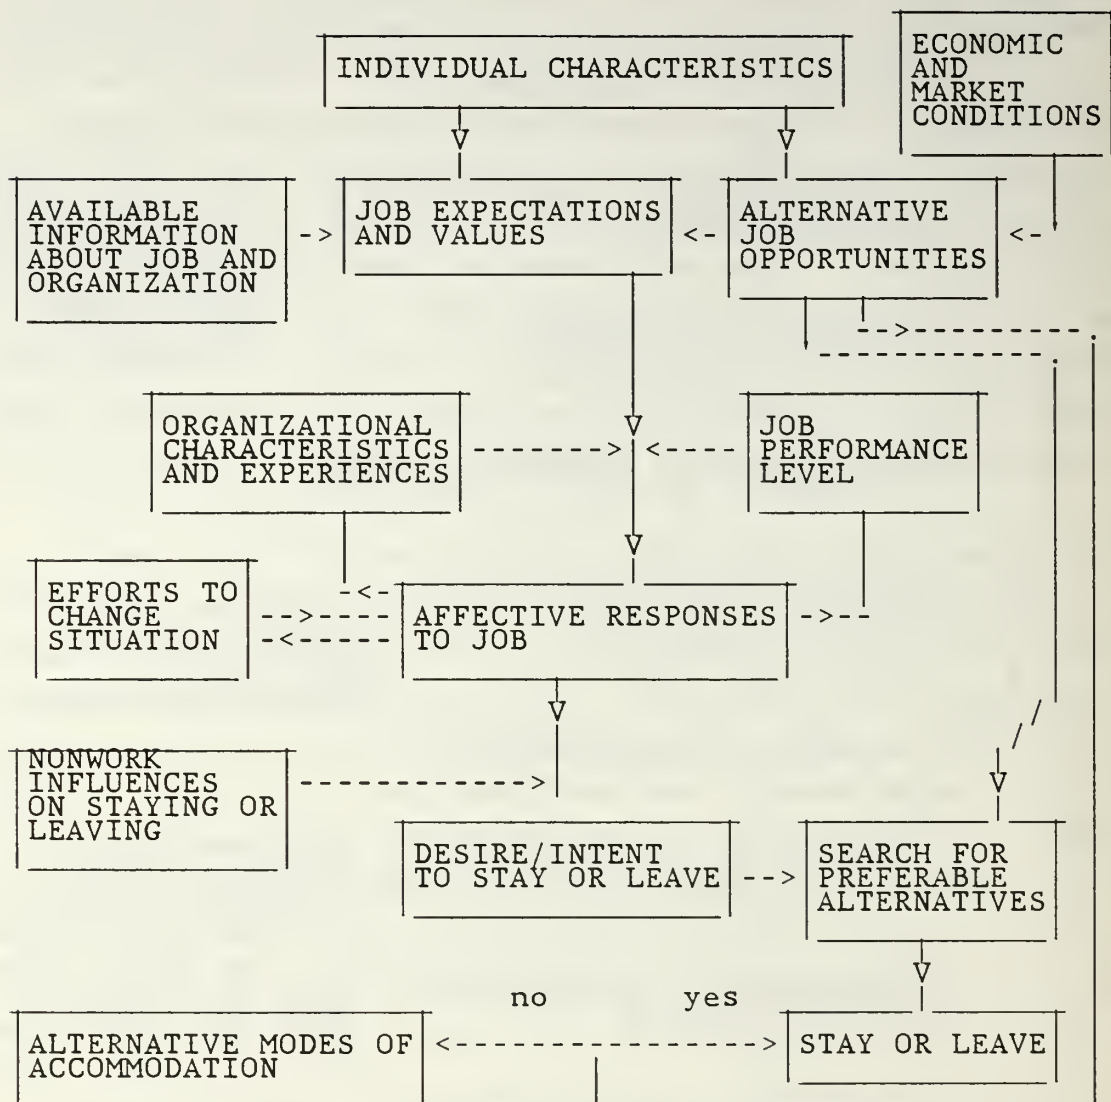 INDIVIDUAL CHARACTERISTICS
ECONOMIC
AND
MARKET
CONDITIONS
AVAILABLE
INFORMATION
ABOUT JOB AND
ORGANIZATION
JOB EXPECTATIONS
AND VALUES
ALTERNATIVE
JOB
OPPORTUNITIES
ORGANIZATIONAL
CHARACTERISTICS
AND EXPERIENCES
JOB
PERFORMANCE
LEVEL
EFFORTS TO
CHANGE
SITUATION
AFFECTIVE RESPONSES
TO JOB
NONWORK
INFLUENCES
ON STAYING OR
LEAVING
DESIRE/INTENT
TO STAY OR LEAVE
SEARCH FOR
PREFERABLE
ALTERNATIVES
no yes
ALTERNATIVE MODES OF
ACCOMMODATION
STAY OR LEAVE